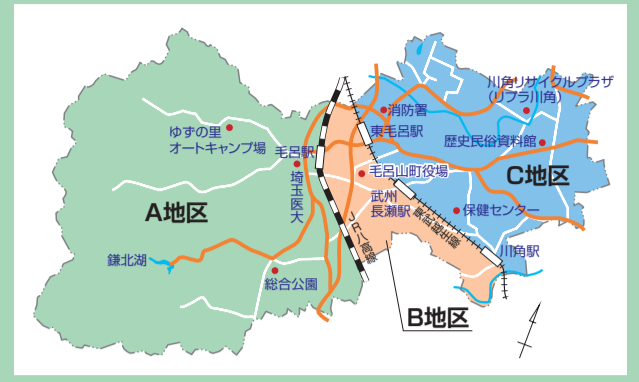 川角リサイクルプラザ
（リプラ川角）
消防署
ゆずの里
オートキャンプ場
東毛呂駅
歴史民俗資料館
毛呂駅
毛呂山町役場
C地区
埼玉医大
A地区
武州
長瀬駅
保健センター
JR八高線
東武越生線
鎌北湖
川角駅
総合公園
B地区